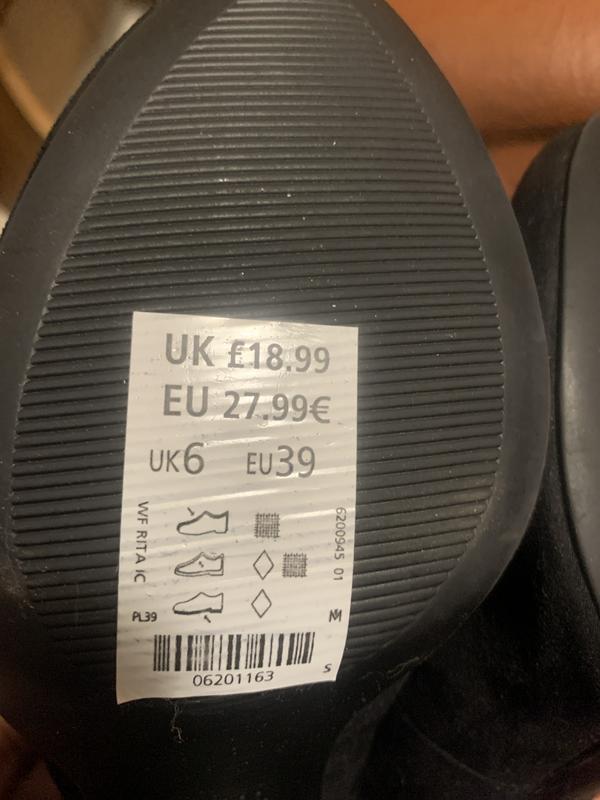 UK £18.99
EU 27.99€
UK6 EU39
WF RITA IC
6200945 01
PL39
06201163
S